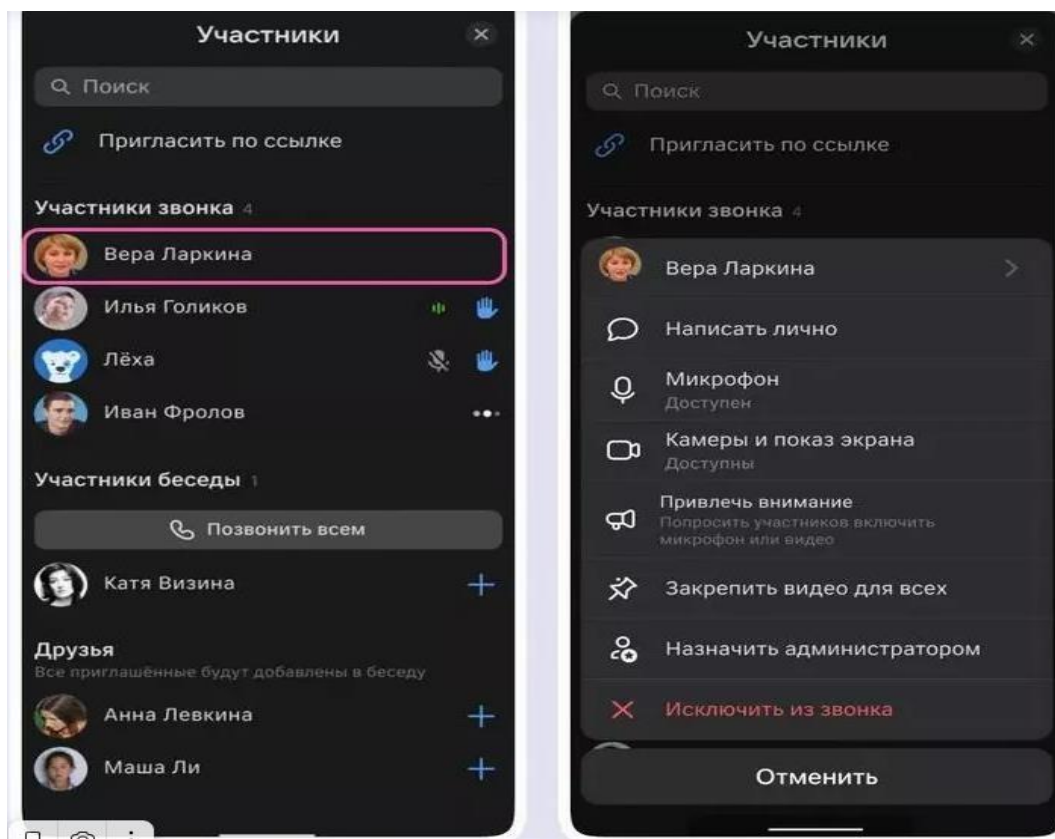 Участники
Поиск
Пригласить по ссылке
Участники звонка 4
Вера Ларкина
Илья Голиков
Лёха
Иван Фролов
Участники беседы 1
Позвонить всем
Катя Визина
Друзья
Все приглашённые будут добавлены в беседу
Анна Левкина
Маша Ли
Участники
Поиск
Пригласить по ссылке
Участники звонка 4
Вера Ларкина
Написать лично
Микрофон
Доступен
Камеры и показ экрана
Доступны
Привлечь внимание
Попросить участников включить
микрофон или видео
Закрепить видео для всех
Назначить администратором
Исключить из звонка
Отменить